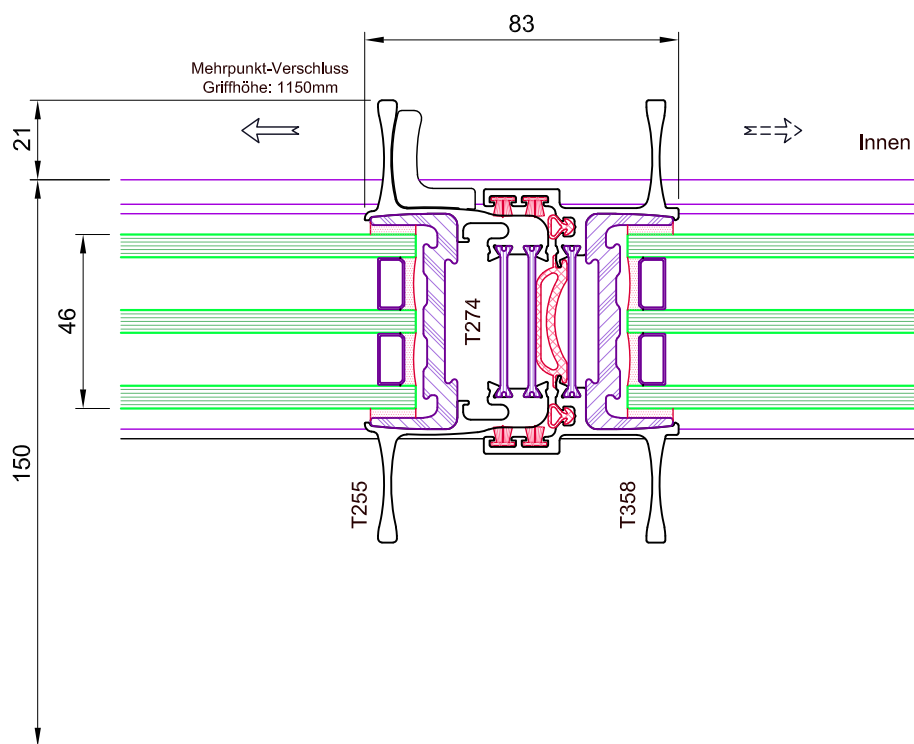 83
Mehrpunkt-Verschluss
Griffhöhe: 1150mm
21
Innen
46
T274
150
T255
T358